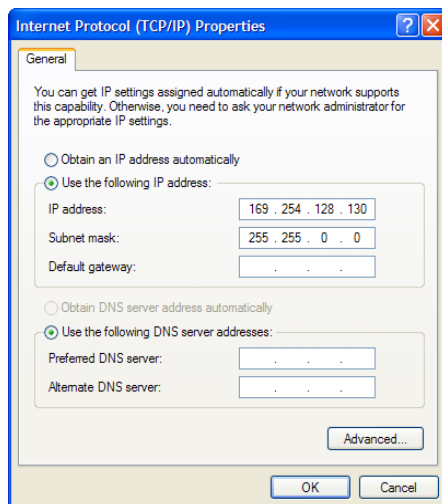 Internet Protocol (TCP/IP) Properties
General
You can get IP settings assigned automatically if your network supports
this capability. Otherwise, you need to ask your network administrator for
the appropriate IP settings.
Obtain an IP address automatically
Use the following IP address:
IP address: 169 . 254 . 128 . 130
Subnet mask: 255 . 255 . 0 . 0
Default gateway: . . .
Obtain DNS server address automatically
Use the following DNS server addresses:
Preferred DNS server: . . .
Alternate DNS server: . . .
Advanced...
OK Cancel